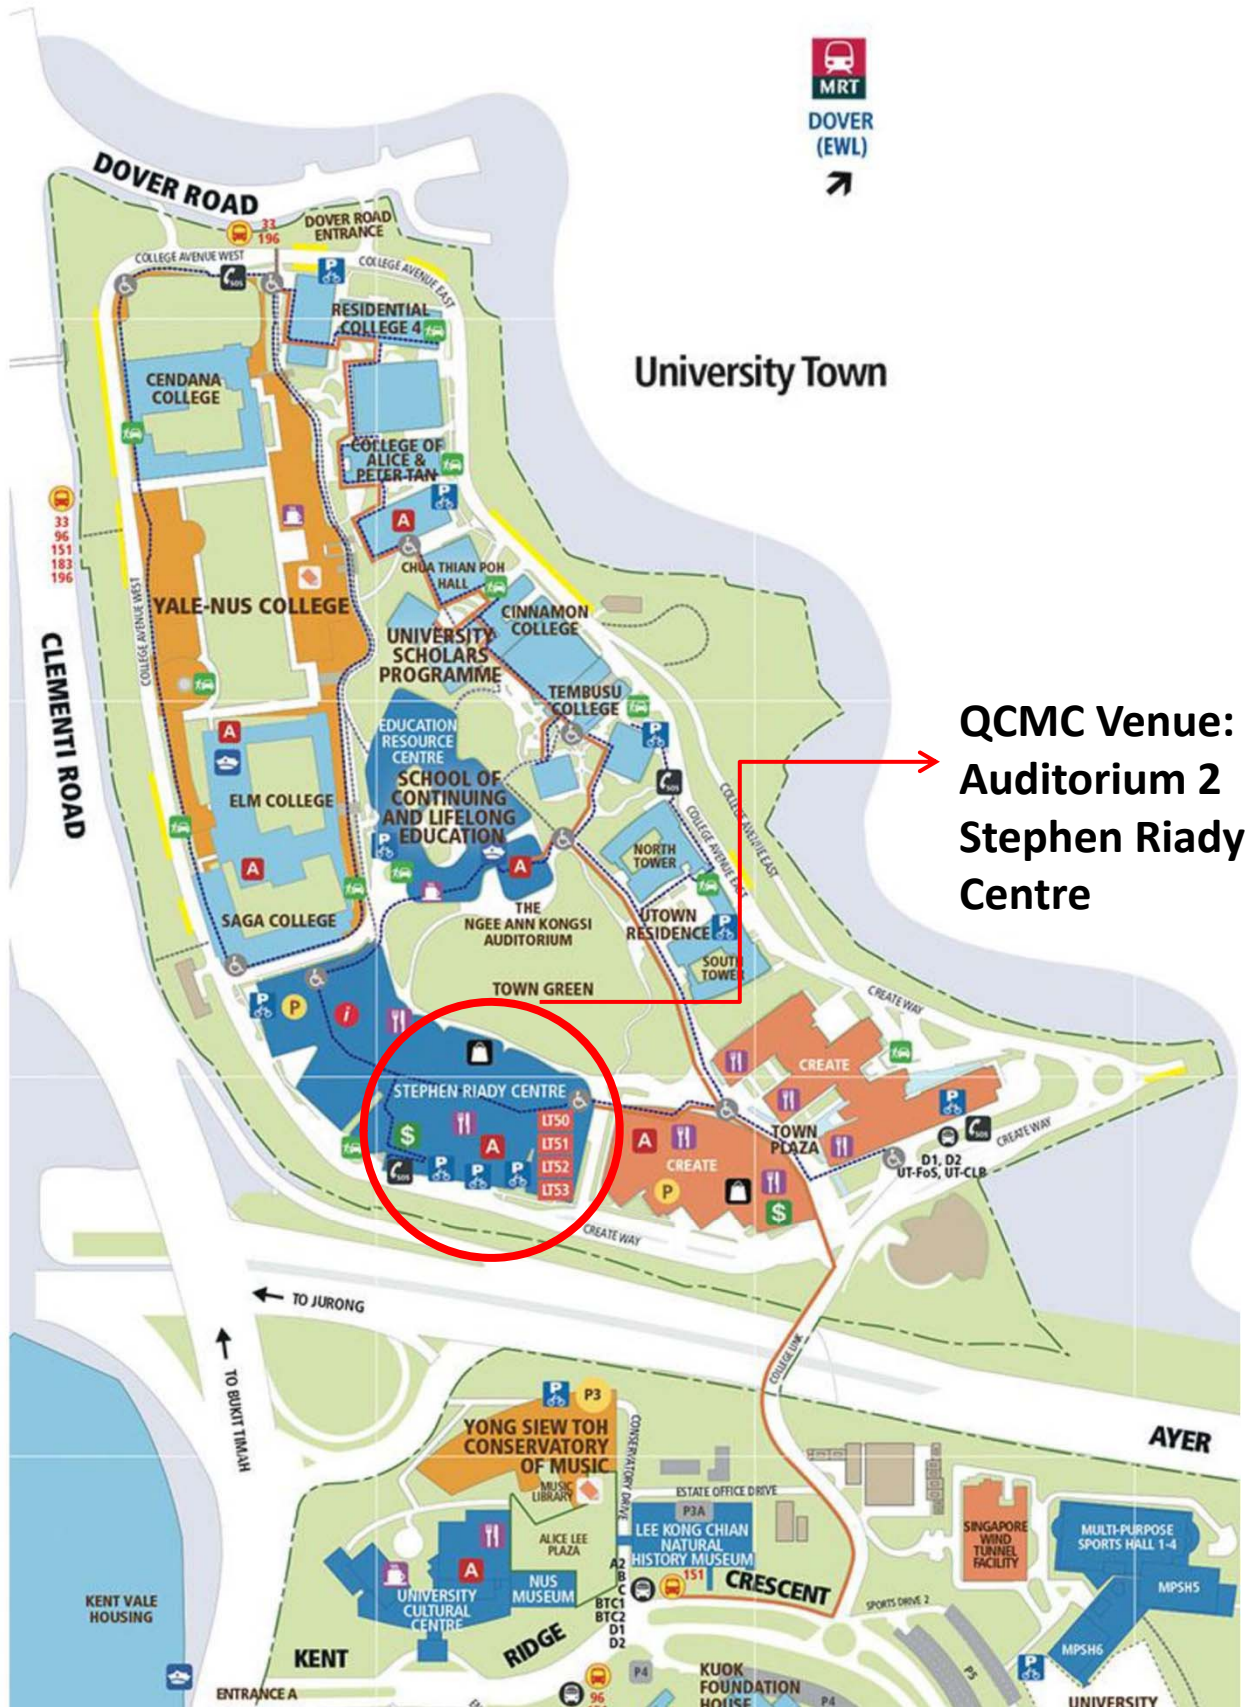 MRT
DOVER
(EWL)
DOVER ROAD
33
196
DOVER ROAD
ENTRANCE
COLLEGE AVENUE WEST
SOS
P
COLLEGE AVENUE EAST
RESIDENTIAL
COLLEGE 4
University Town
CENDANA
COLLEGE
COLLEGE OF
ALICE &
PETER TAN
P
33
96
151
183
196
A
CHUA THIAN POH
HALL
YALE-NUS COLLEGE
CINNAMON
COLLEGE
COLLEGE AVENUE WEST
CLEMENTI ROAD
UNIVERSITY
SCHOLARS
PROGRAMME
TEMBUSU
COLLEGE
QCMC Venue:
Auditorium 2
Stephen Riady
Centre
A
EDUCATION
RESOURCE
CENTRE
P
SCHOOL OF
CONTINUING
AND LIFELONG
EDUCATION
SOS
COLLEGE AVENUE EAST
COLLEGE AVENUE EAST
ELM COLLEGE
P
NORTH
TOWER
A
A
SAGA COLLEGE
THE
NGEE ANN KONGSI
AUDITORIUM
UTOWN
RESIDENCE
P
SOUTH
TOWER
TOWN GREEN
CREATE WAY
P
P
i
CREATE
STEPHEN RIADY CENTRE
P
$
A
LT50
LT51
LT52
LT53
A
CREATE
TOWN
PLAZA
SOS
CREATE WAY
D1, D2
UT-FoS, UT-CLB
SOS
P
P
P
P
$
CREATE WAY
TO JURONG
TO BUKIT TIMAH
COLLEGE LINK
AYER
P
P3
YONG SIEW TOH
CONSERVATORY
OF MUSIC
MUSIC
LIBRARY
CONSERVATORY DRIVE
ESTATE OFFICE DRIVE
P3A
LEE KONG CHIAN
NATURAL
HISTORY MUSEUM
ALICE LEE
PLAZA
SINGAPORE
WIND
TUNNEL
FACILITY
MULTI-PURPOSE
SPORTS HALL 1-4
MPSH5
A
NUS
MUSEUM
UNIVERSITY
CULTURAL
CENTRE
A2
B
C
BTC1
BTC2
D1
D2
151
CRESCENT
SPORTS DRIVE 2
KENT VALE
HOUSING
KENT
RIDGE
MPSH6
P
P5
P4
ENTRANCE A
96
KUOK
FOUNDATION
HOUSE
P4
UNIVERSITY